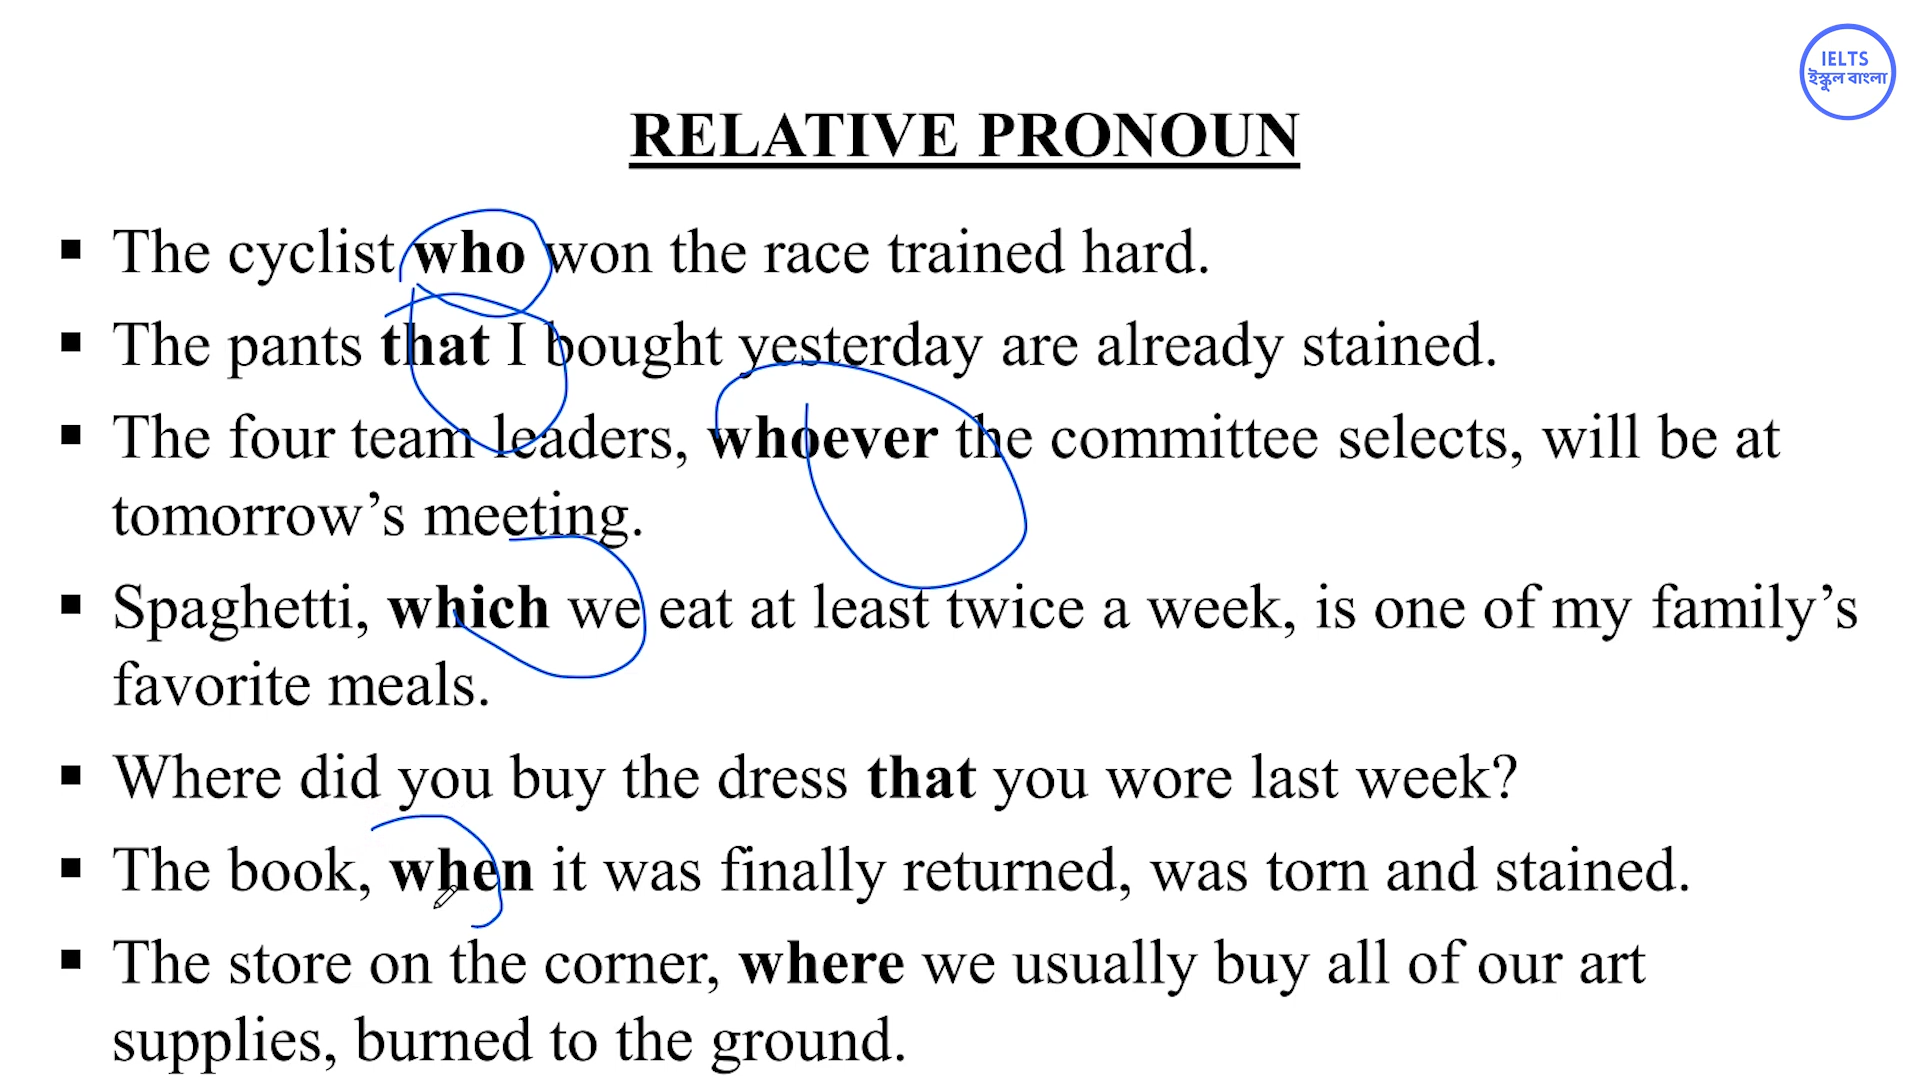 IELTS
ইস্কুল বাংলা
RELATIVE PRONOUN
▪ The cyclist who won the race trained hard.
▪ The pants that I bought yesterday are already stained.
▪ The four team leaders, whoever the committee selects, will be at
tomorrow’s meeting.
▪ Spaghetti, which we eat at least twice a week, is one of my family’s
favorite meals.
▪ Where did you buy the dress that you wore last week?
▪ The book, when it was finally returned, was torn and stained.
▪ The store on the corner, where we usually buy all of our art
supplies, burned to the ground.